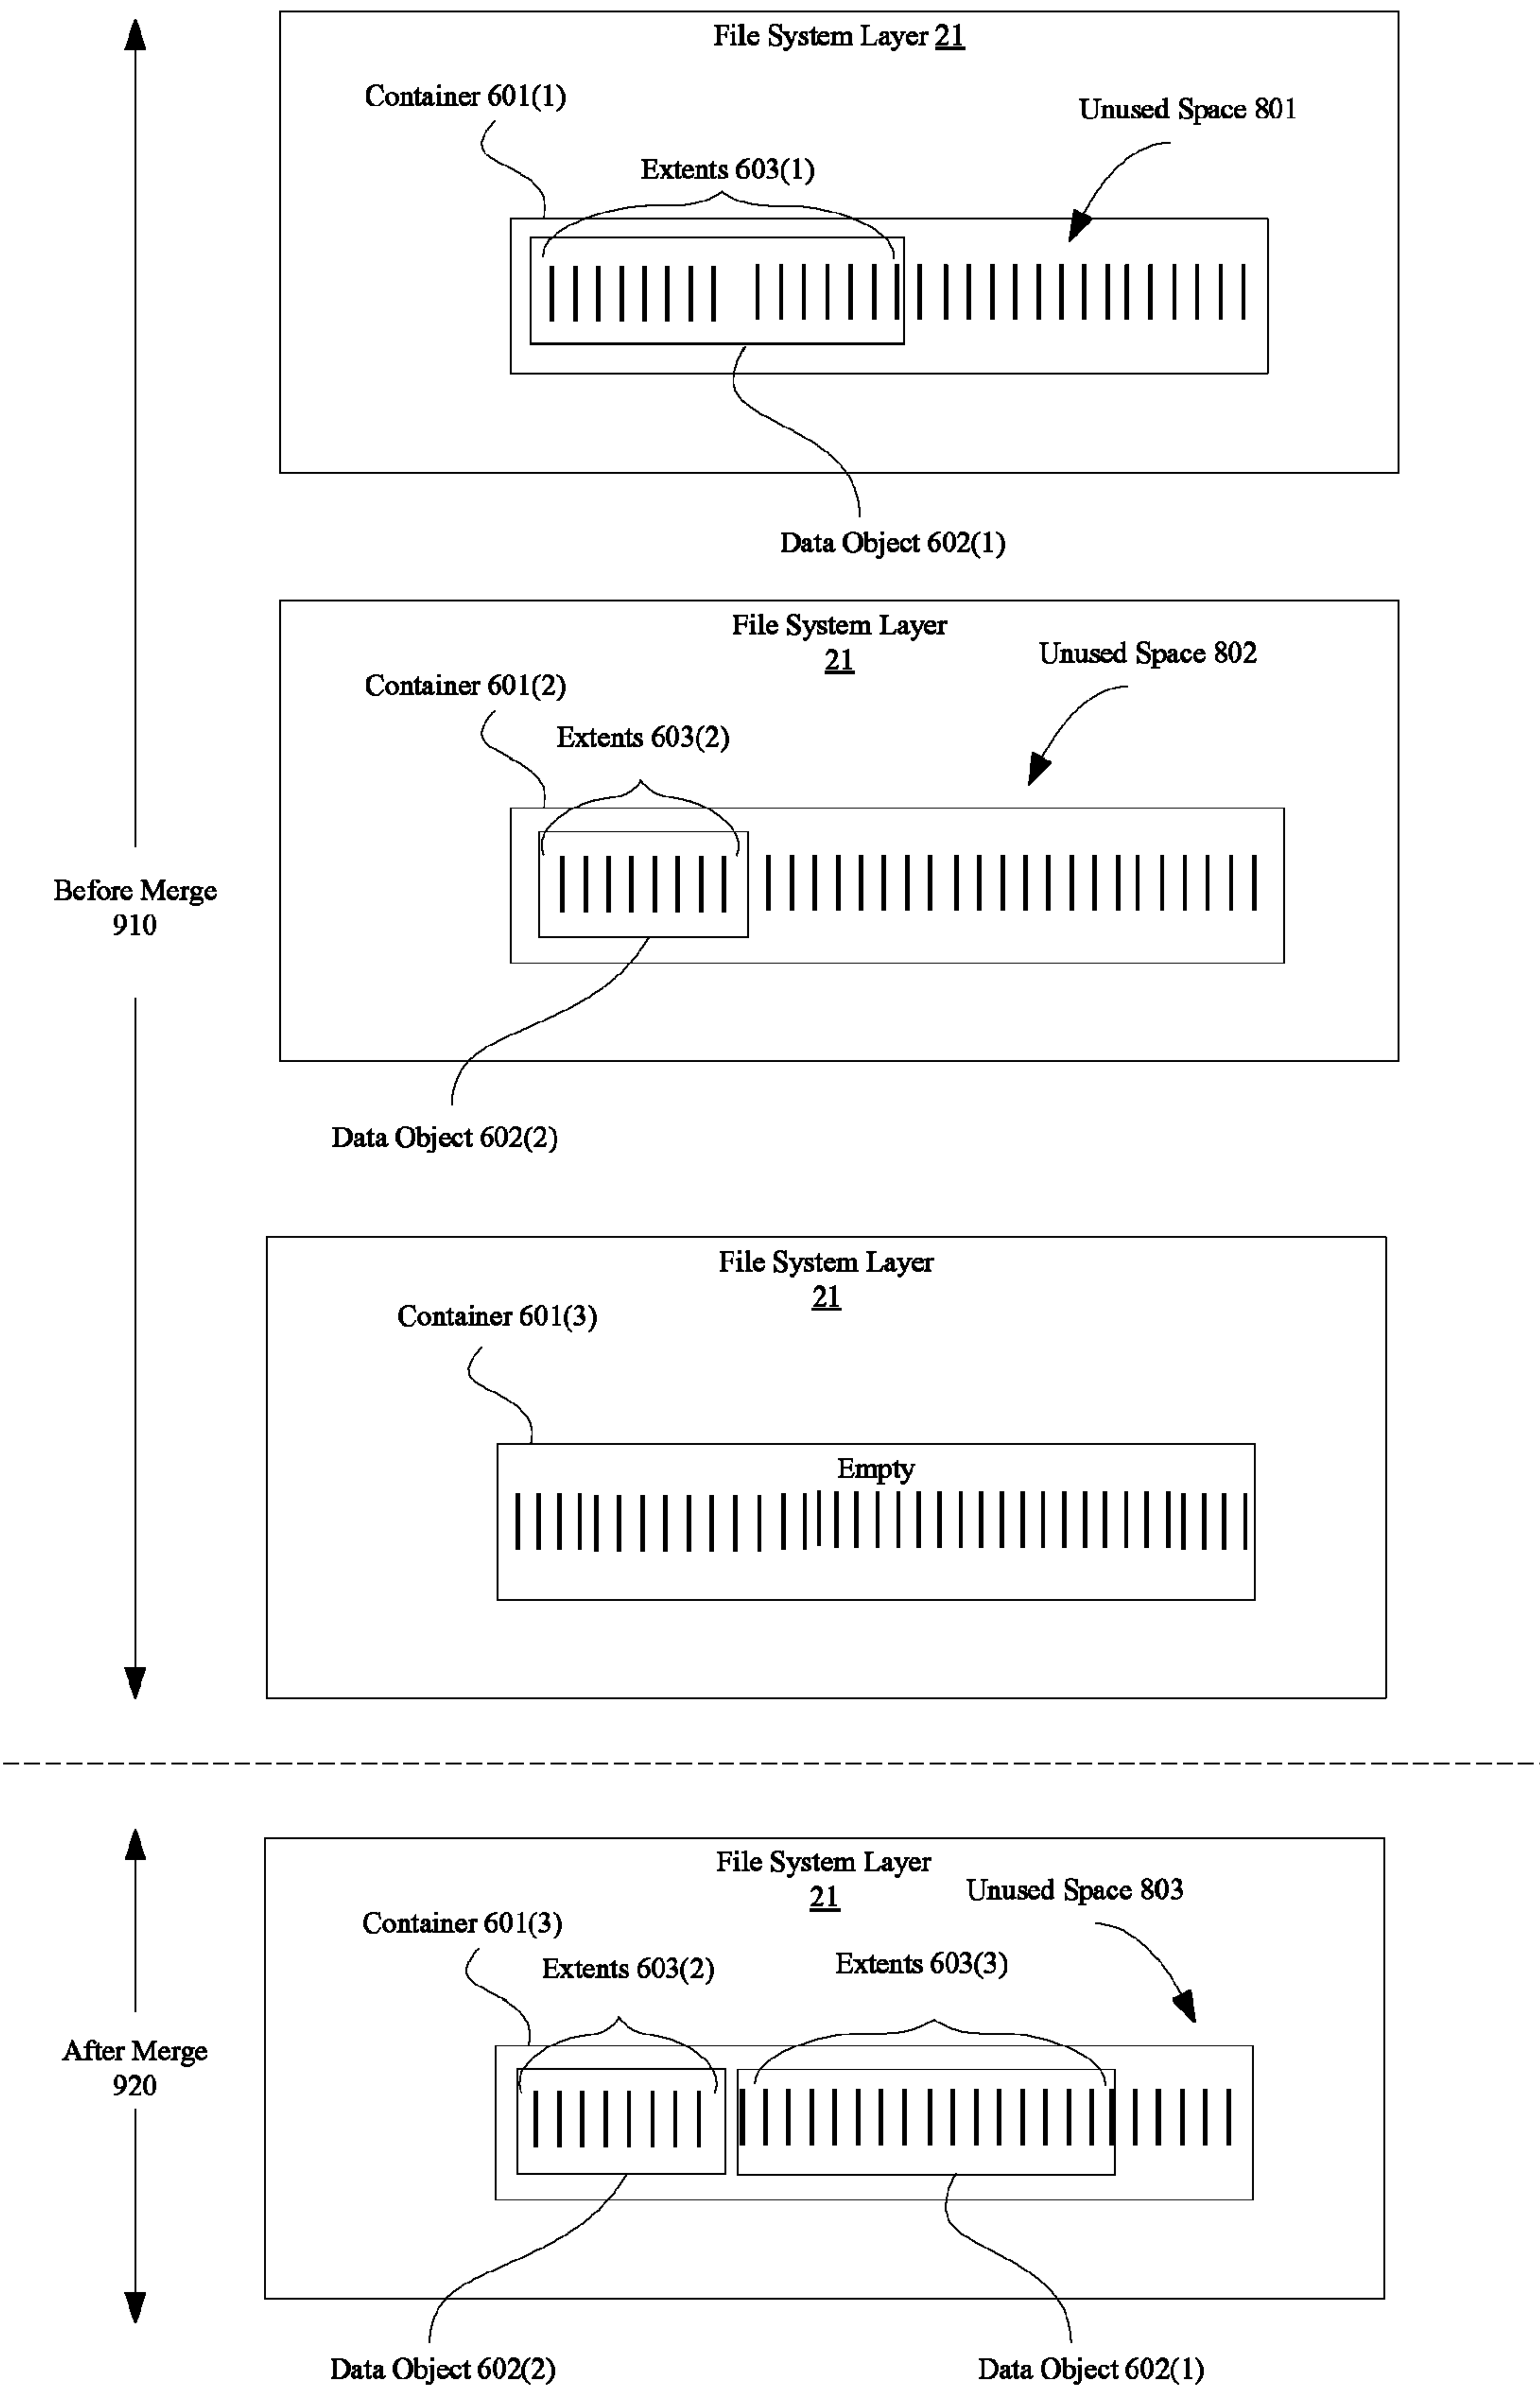 File System Layer 21
Container 601(1)
Unused Space 801
Extents 603(1)
Data Object 602(1)
File System Layer
21
Unused Space 802
Container 601(2)
Extents 603(2)
Before Merge
910
Data Object 602(2)
File System Layer
21
Container 601(3)
Empty
File System Layer
21
Unused Space 803
Container 601(3)
Extents 603(2)
Extents 603(3)
After Merge
920
Data Object 602(2)
Data Object 602(1)